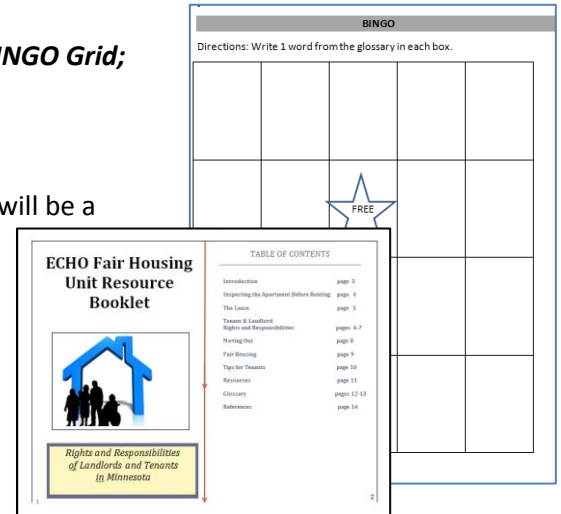 INGO Grid;
will be a
BINGO
Directions: Write 1 word from the glossary in each box.
FREE
ECHO Fair Housing
Unit Resource
Booklet
Rights and Responsibilities
of Landlords and Tenants
in Minnesota
1
TABLE OF CONTENTS
Introduction page 3
Inspecting the Apartment Before Renting page 4
The Lease page 5
Tenant & Landlord
Rights and Responsibilities pages 6-7
Moving Out page 8
Fair Housing page 9
Tips for Tenants page 10
Resources page 11
Glossary pages 12-13
References page 14
2